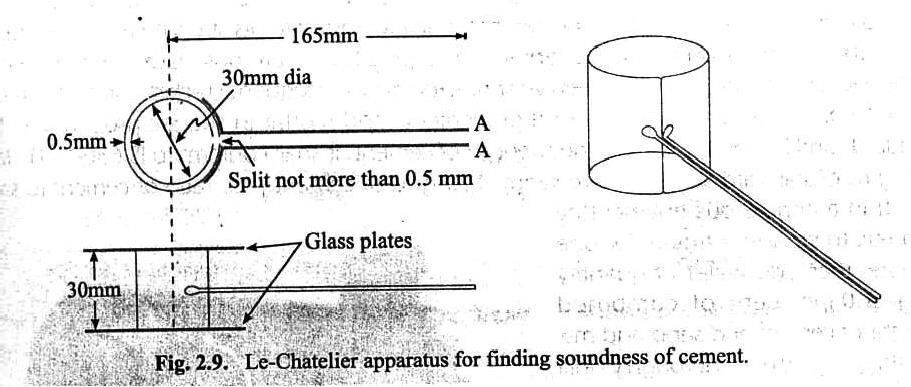 165mm
30mm dia
0.5mm
A
A
Split not more than 0.5 mm
Glass plates
30mm
Fig. 2.9. Le-Chatelier apparatus for finding soundness of cement.